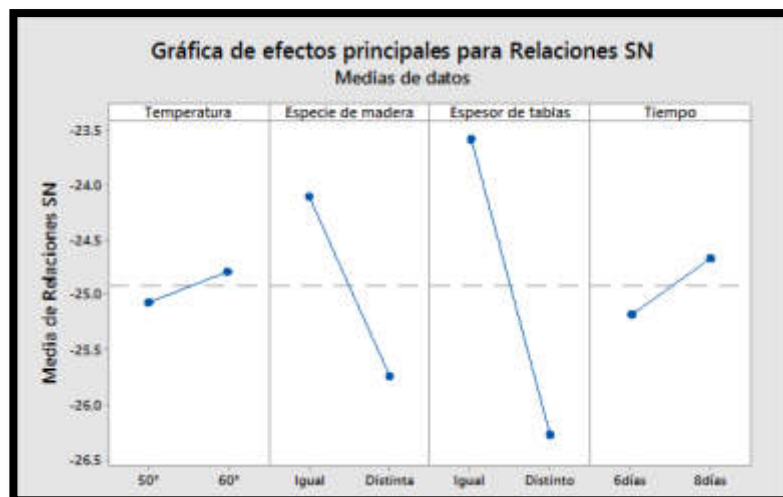 Gráfica de efectos principales para Relaciones SN
Medias de datos
Temperatura Especie de madera Espesor de tablas Tiempo
Media de Relaciones SN
-23.5
-24.0
-24.5
-25.0
-25.5
-26.0
-26.5
50° 60° Igual Distinta Igual Distinto 6días 8días